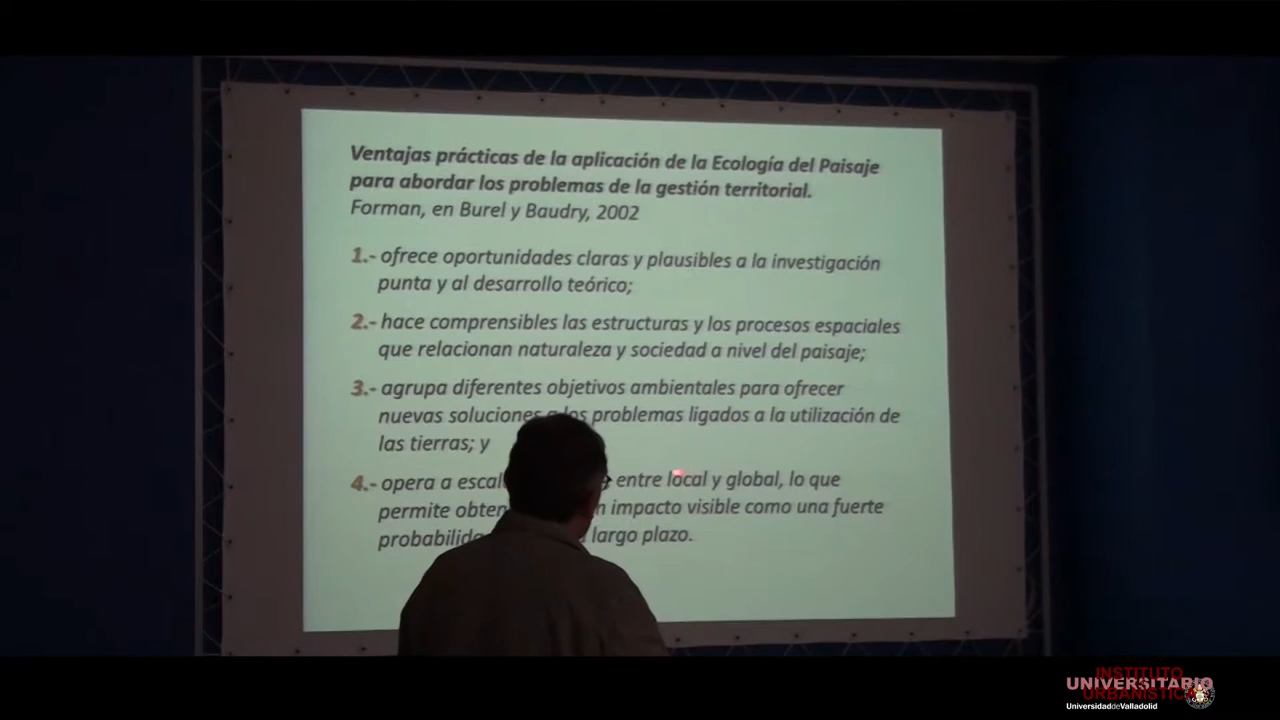 Ventajas prácticas de la aplicación de la Ecología del Paisaje
para abordar los problemas de la gestión territorial.
Forman, en Burel y Baudry, 2002
1.- ofrece oportunidades claras y plausibles a la investigación
punta y al desarrollo teórico;
2.- hace comprensibles las estructuras y los procesos espaciales
que relacionan naturaleza y sociedad a nivel del paisaje;
3.- agrupa diferentes objetivos ambientales para ofrecer
nuevas soluciones a los problemas ligados a la utilización de
las tierras; y
4.- opera a entre local y global, lo que
permite impacto visible como una fuerte
largo plazo.
INSTITUTO
UNIVERSITARIO
URBANÍSTICA
UniversidaddeValladolid